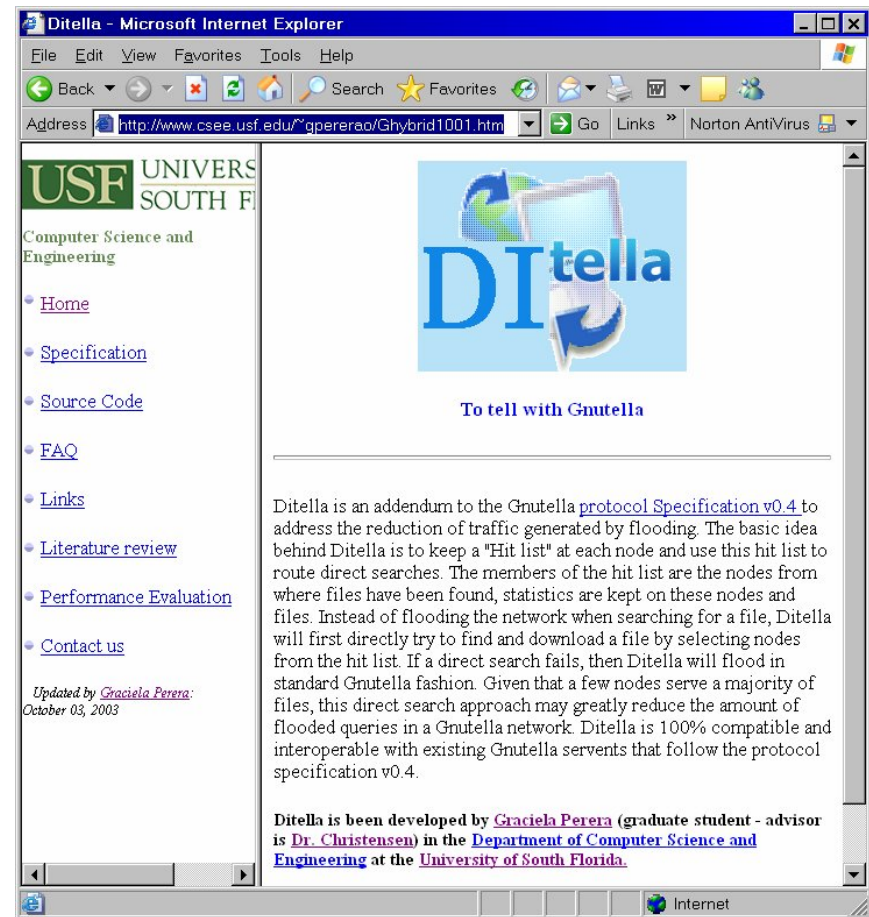 Ditella - Microsoft Internet Explorer
File Edit View Favorites Tools Help
Back Search Favorites
Address http://www.csee.usf.edu/~gpererao/Ghybrid1001.htm Go Links » Norton AntiVirus
USF UNIVERS
SOUTH F
Computer Science and
Engineering
Home
Specification
Source Code
FAQ
Links
Literature review
Performance Evaluation
Contact us
Updated by Graciela Perera:
October 03, 2003
DItella
To tell with Gnutella
Ditella is an addendum to the Gnutella protocol Specification v0.4 to
address the reduction of traffic generated by flooding. The basic idea
behind Ditella is to keep a "Hit list" at each node and use this hit list to
route direct searches. The members of the hit list are the nodes from
where files have been found, statistics are kept on these nodes and
files. Instead of flooding the network when searching for a file, Ditella
will first directly try to find and download a file by selecting nodes
from the hit list. If a direct search fails, then Ditella will flood in
standard Gnutella fashion. Given that a few nodes serve a majority of
files, this direct search approach may greatly reduce the amount of
flooded queries in a Gnutella network. Ditella is 100% compatible and
interoperable with existing Gnutella servents that follow the protocol
specification v0.4.
Ditella is been developed by Graciela Perera (graduate student - advisor
is Dr. Christensen) in the Department of Computer Science and
Engineering at the University of South Florida.
Internet